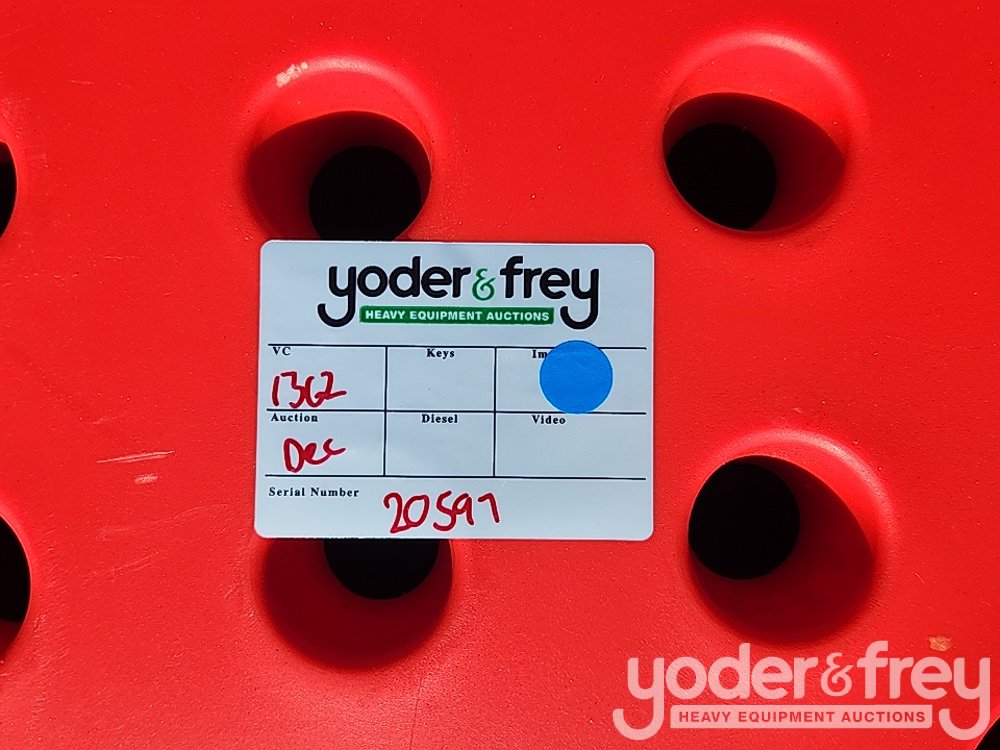 yoder & frey
HEAVY EQUIPMENT AUCTIONS
VC Keys
1362
Auction Diesel Video
Dec
Serial Number 20597
yoder & frey
HEAVY EQUIPMENT AUCTIONS